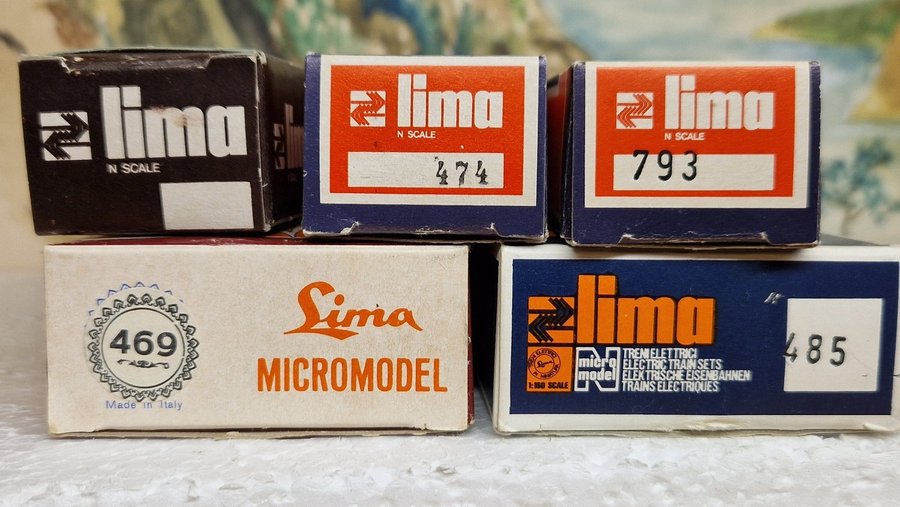 lima
N SCALE
lima
N SCALE
474
lima
N SCALE
793
469
Made in Italy
Lima
MICROMODEL
lima
1:160 SCALE
N
micro
model
TRENI ELETTRICI
ELECTRIC TRAIN SETS
ELEKTRISCHE EISENBAHNEN
TRAINS ELECTRIQUES
485